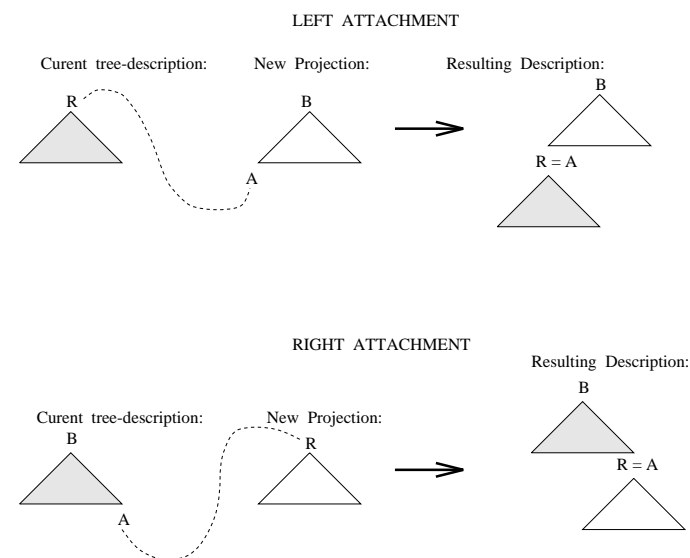 LEFT ATTACHMENT
Curent tree-description: New Projection: Resulting Description:
R B B
A R = A
RIGHT ATTACHMENT
Resulting Description:
B
Curent tree-description: New Projection:
B R
R = A
A